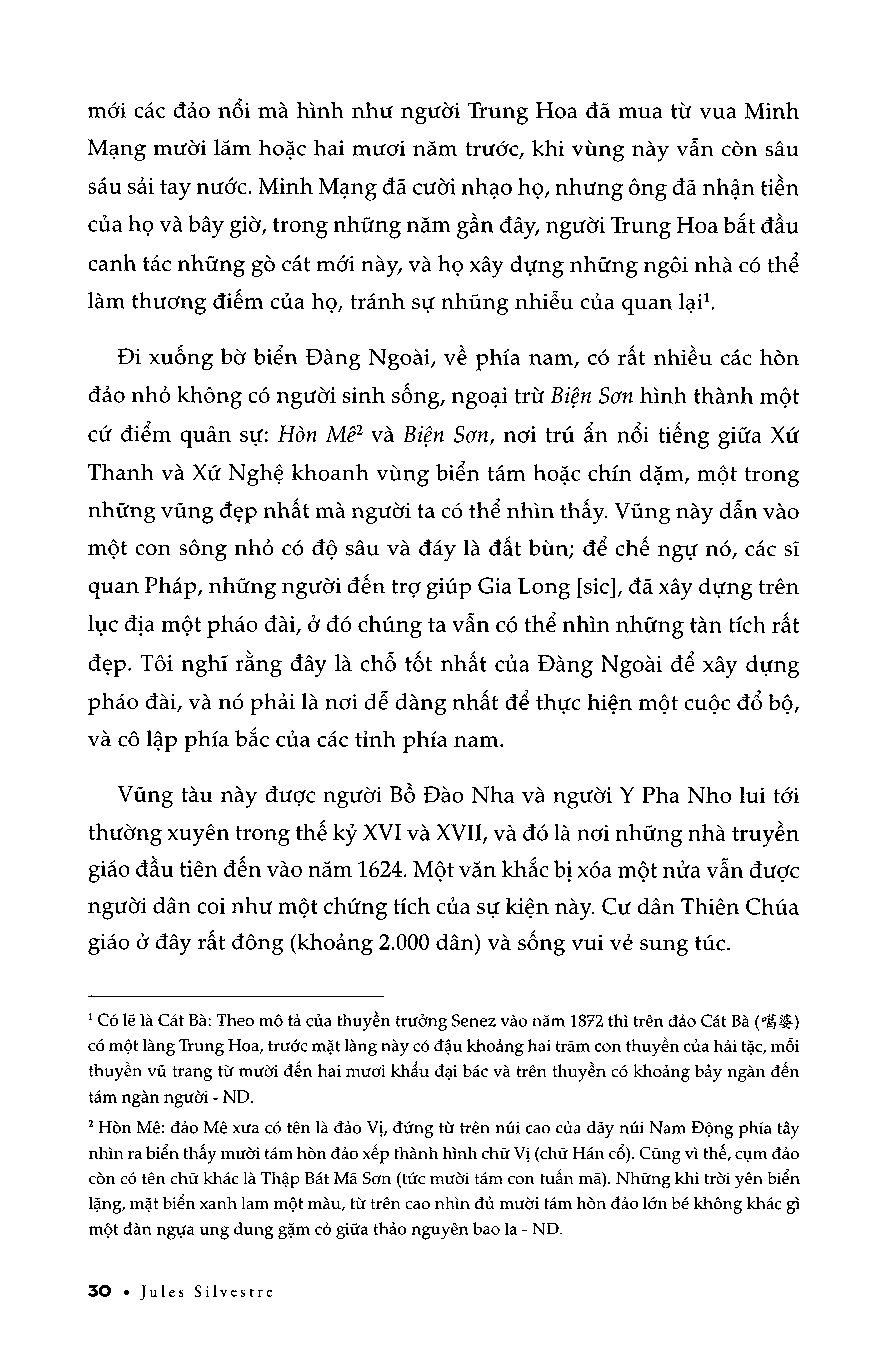 mới các đảo nổi mà hình như người Trung Hoa đã mua từ vua Minh
Mạng mười lăm hoặc hai mươi năm trước, khi vùng này vẫn còn sâu
sáu sải tay nước. Minh Mạng đã cười nhạo họ, nhưng ông đã nhận tiền
của họ và bây giờ, trong những năm gần đây, người Trung Hoa bắt đầu
canh tác những gò cát mới này, và họ xây dựng những ngôi nhà có thể
làm thương điếm của họ, tránh sự nhũng nhiễu của quan lại¹.
Đi xuống bờ biển Đàng Ngoài, về phía nam, có rất nhiều các hòn
đảo nhỏ không có người sinh sống, ngoại trừ Biện Sơn hình thành một
cứ điểm quân sự: Hòn Mê² và Biện Sơn, nơi trú ẩn nổi tiếng giữa Xứ
Thanh và Xứ Nghệ khoanh vùng biển tám hoặc chín dặm, một trong
những vũng đẹp nhất mà người ta có thể nhìn thấy. Vũng này dẫn vào
một con sông nhỏ có độ sâu và đáy là đất bùn; để chế ngự nó, các sĩ
quan Pháp, những người đến trợ giúp Gia Long [sic], đã xây dựng trên
lục địa một pháo đài, ở đó chúng ta vẫn có thể nhìn những tàn tích rất
đẹp. Tôi nghĩ rằng đây là chỗ tốt nhất của Đàng Ngoài để xây dựng
pháo đài, và nó phải là nơi dễ dàng nhất để thực hiện một cuộc đổ bộ,
và cô lập phía bắc của các tỉnh phía nam.
Vũng tàu này được người Bồ Đào Nha và người Y Pha Nho lui tới
thường xuyên trong thế kỷ XVI và XVII, và đó là nơi những nhà truyền
giáo đầu tiên đến vào năm 1624. Một văn khắc bị xóa một nửa vẫn được
người dân coi như một chứng tích của sự kiện này. Cư dân Thiên Chúa
giáo ở đây rất đông (khoảng 2.000 dân) và sống vui vẻ sung túc.
¹ Có lẽ là Cát Bà: Theo mô tả của thuyền trưởng Senez vào năm 1872 thì trên đảo Cát Bà (婆)
có một làng Trung Hoa, trước mặt làng này có đậu khoảng hai trăm con thuyền của hải tặc, mỗi
thuyền vũ trang từ mười đến hai mươi khẩu đại bác và trên thuyền có khoảng bảy ngàn đến
tám ngàn người - ND.
² Hòn Mê: đảo Mê xưa có tên là đảo Vị, đứng từ trên núi cao của dãy núi Nam Động phía tây
nhìn ra biển thấy mười tám hòn đảo xếp thành hình chữ Vị (chữ Hán cổ). Cũng vì thế, cụm đảo
còn có tên chữ khác là Thập Bát Mã Sơn (tức mười tám con tuấn mã). Những khi trời yên biển
lặng, mặt biển xanh lam một màu, từ trên cao nhìn đủ mười tám hòn đảo lớn bé không khác gì
một đàn ngựa ung dung gặm cỏ giữa thảo nguyên bao la - ND.
30 • Jules Silvestre